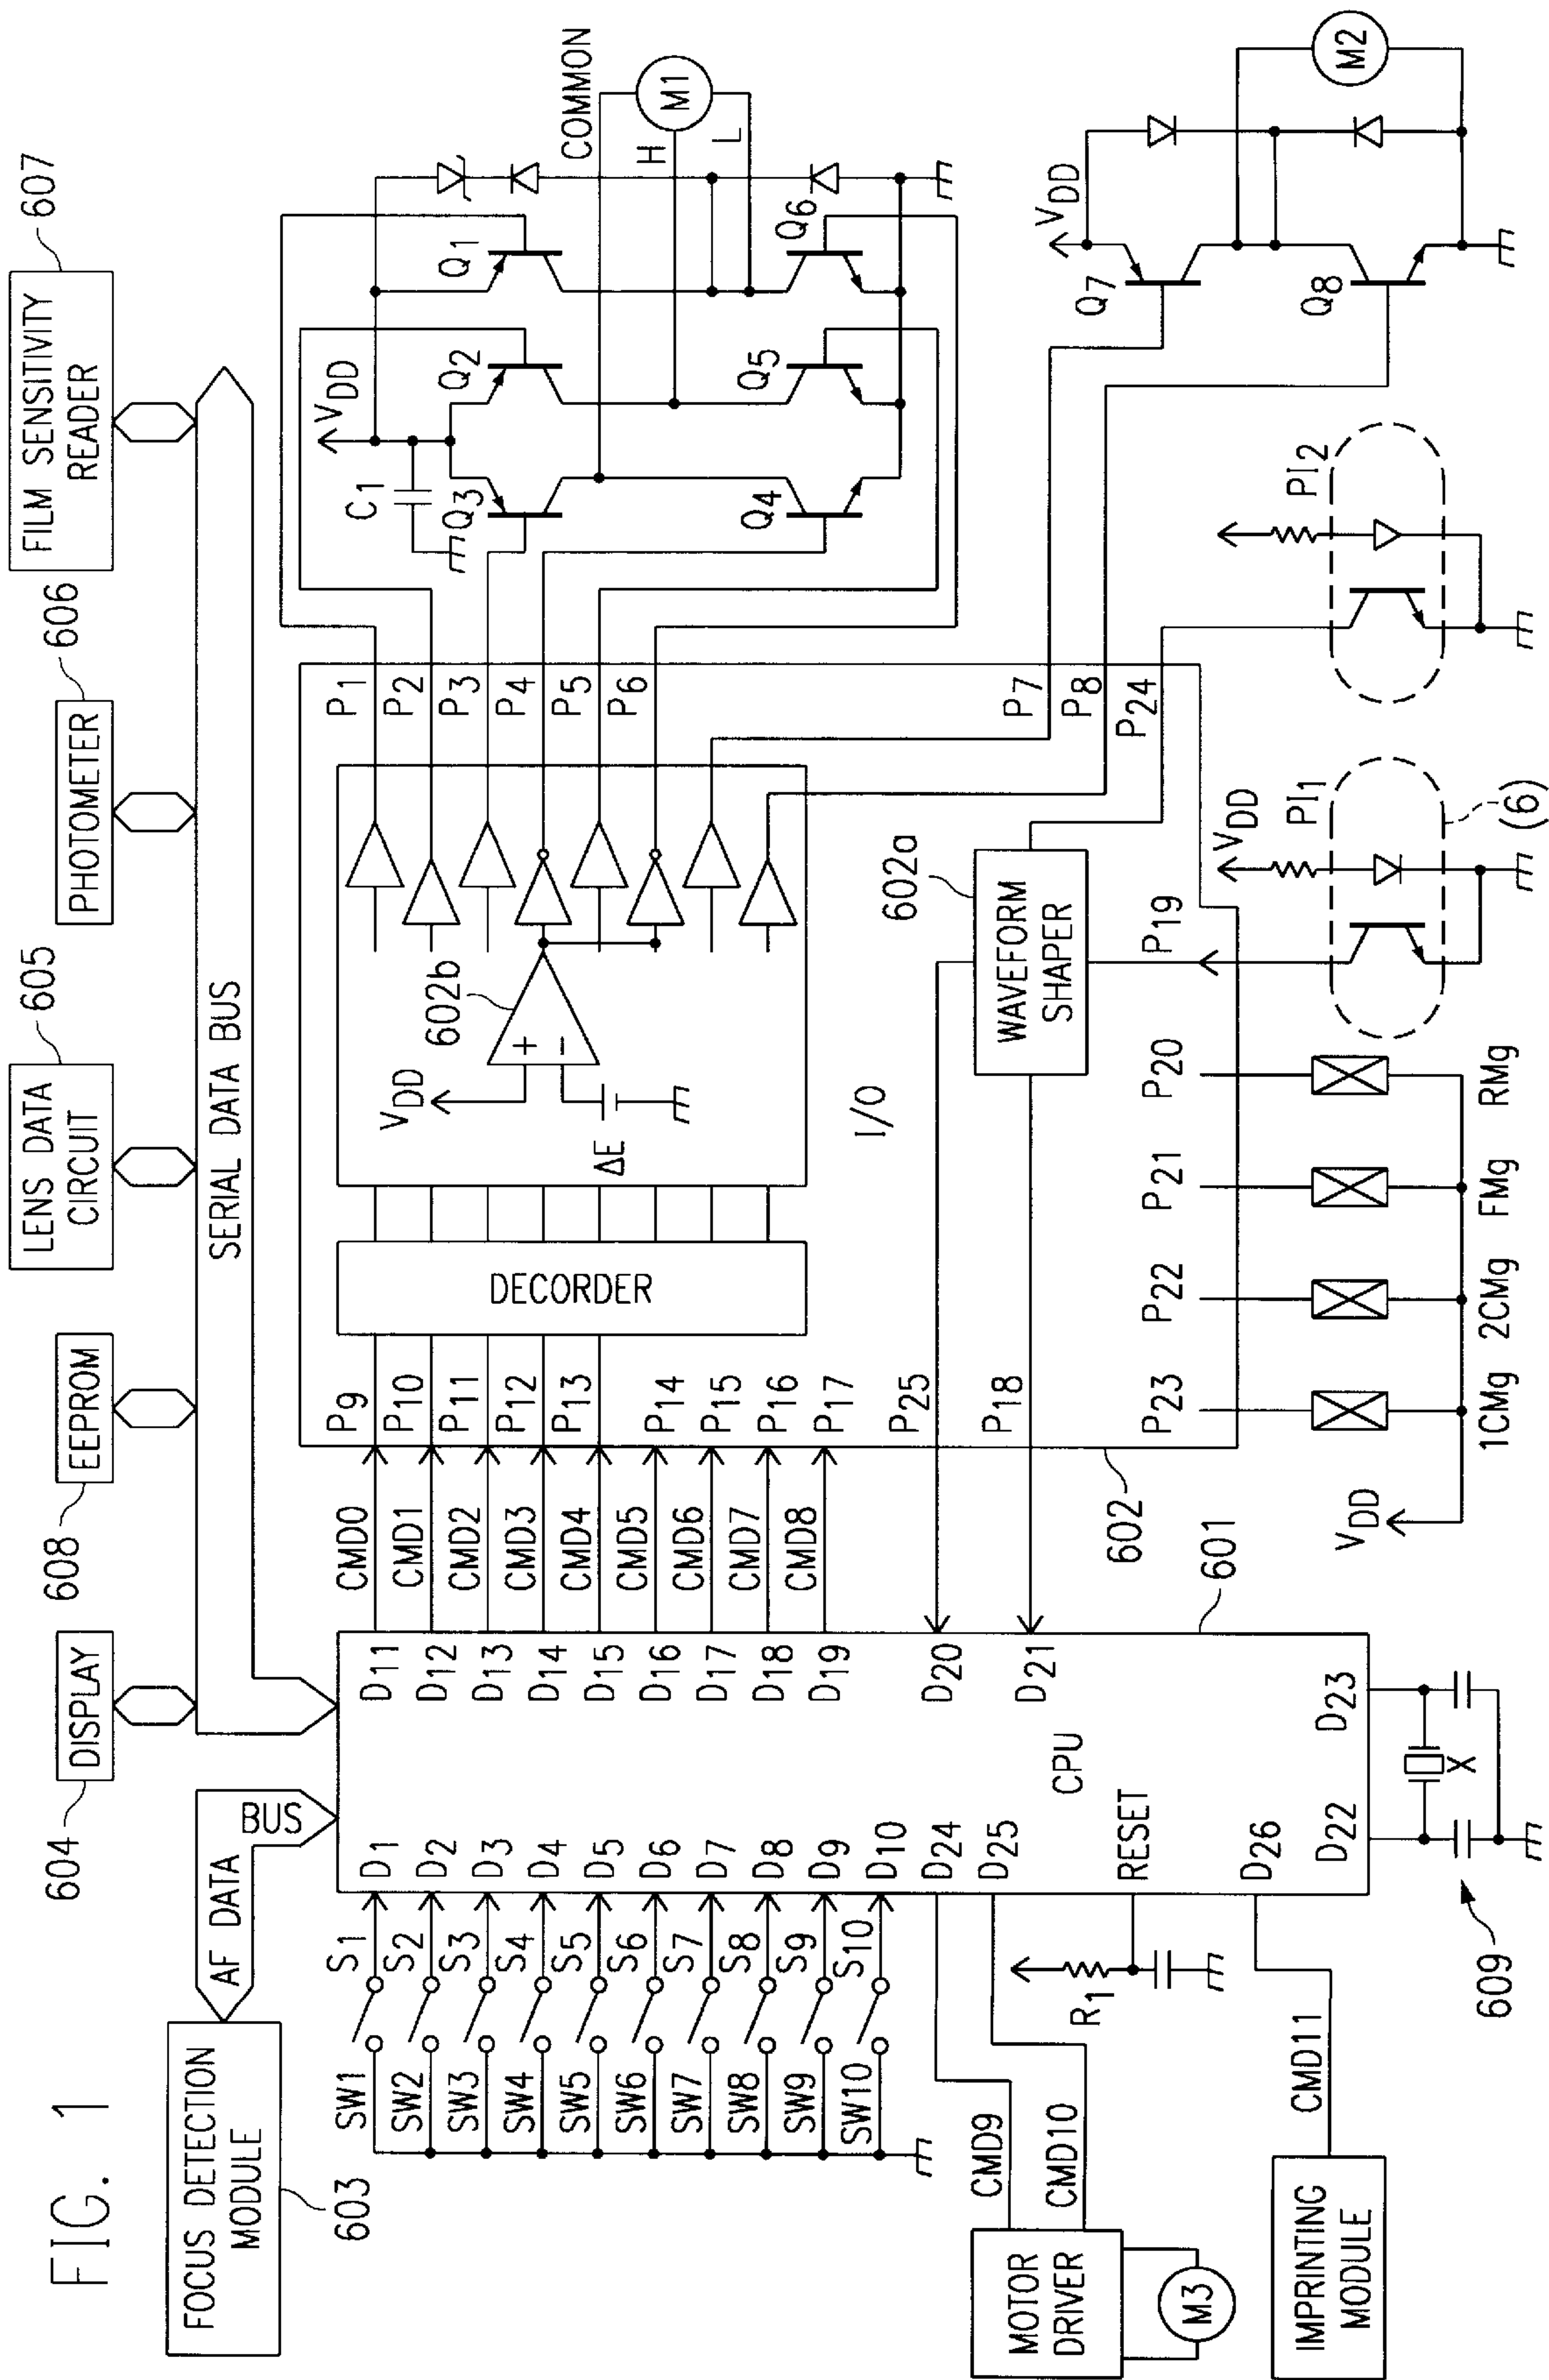 FIG. 1
FOCUS DETECTION
MODULE
603
AF DATA
BUS
604
DISPLAY
608
EEPROM
LENS DATA
CIRCUIT
605
PHOTOMETER
606
FILM SENSITIVITY
READER
607
SERIAL DATA BUS
SW1
SW2
SW3
SW4
SW5
SW6
SW7
SW8
SW9
SW10
S1
S2
S3
S4
S5
S6
S7
S8
S9
S10
D1
D2
D3
D4
D5
D6
D7
D8
D9
D10
D24
D25
RESET
D26
D22
D23
CPU
D11
D12
D13
D14
D15
D16
D17
D18
D19
D20
D21
601
CMD0
CMD1
CMD2
CMD3
CMD4
CMD5
CMD6
CMD7
CMD8
P9
P10
P11
P12
P13
P14
P15
P16
P17
P25
P18
602
DECORDER
VDD
ΔE
+
-
602b
I/O
WAVEFORM
SHAPER
602a
P1
P2
P3
P4
P5
P6
P7
P8
P24
P19
P20
P21
P22
P23
C1
VDD
Q1
Q2
Q3
Q4
Q5
Q6
COMMON
H
L
M1
VDD
Q7
Q8
M2
PI2
PI1
VDD
(6)
VDD
1CMg
2CMg
FMg
RMg
CMD9
CMD10
MOTOR
DRIVER
M3
R1
CMD11
IMPRINTING
MODULE
X
609